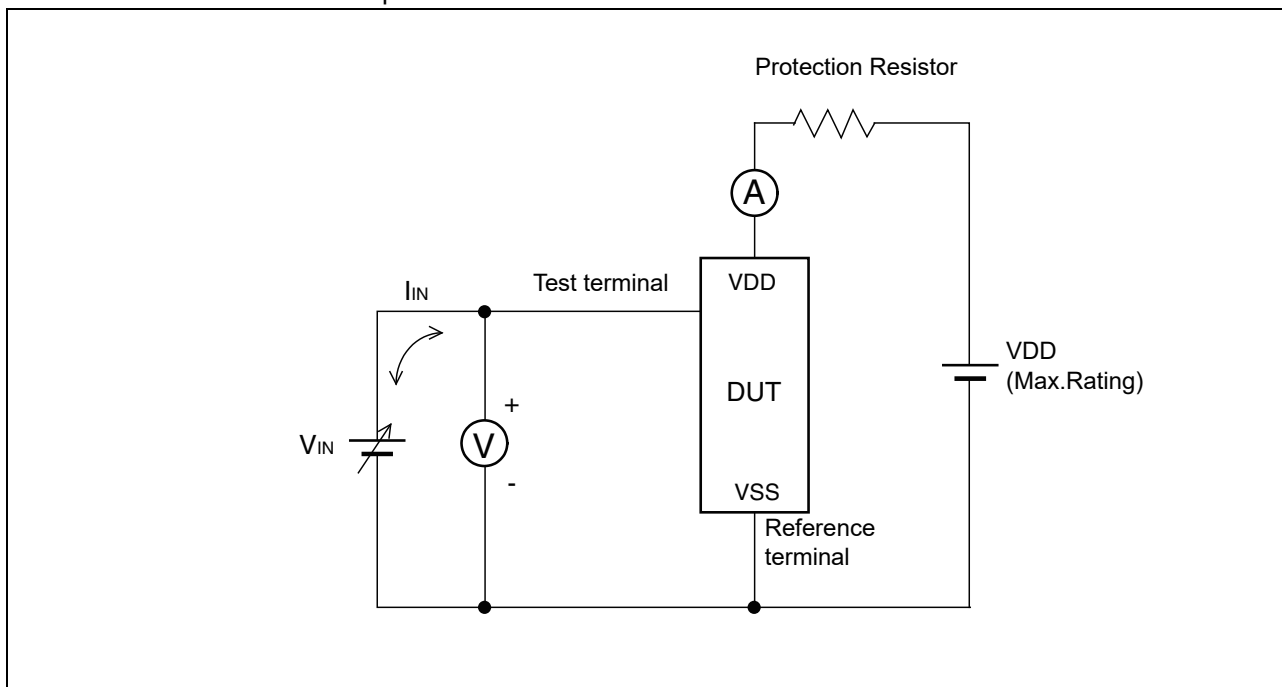 Protection Resistor
A
Test terminal
VDD
IIN
VDD
(Max.Rating)
DUT
+
VIN
V
-
VSS
Reference
terminal